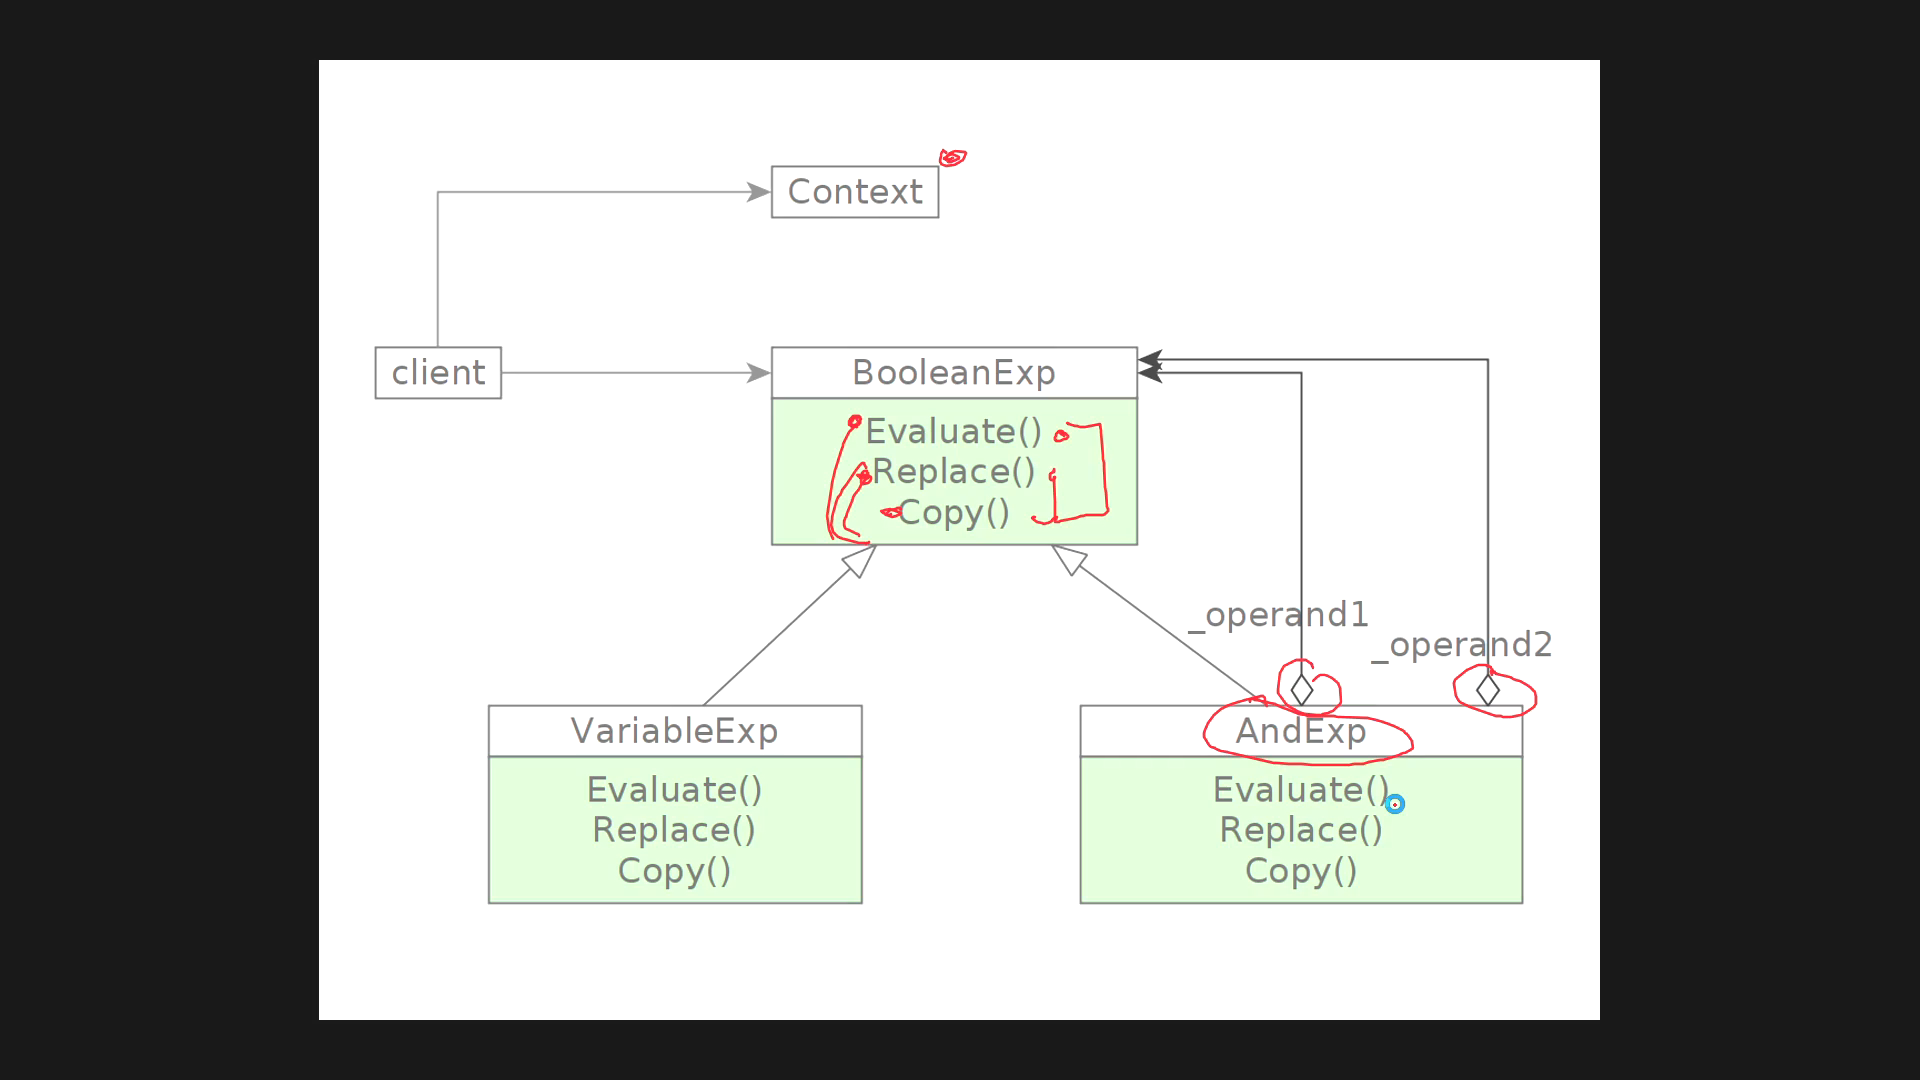 Context
client
BooleanExp
Evaluate()
Replace()
Copy()
_operand1
_operand2
VariableExp
Evaluate()
Replace()
Copy()
AndExp
Evaluate()
Replace()
Copy()